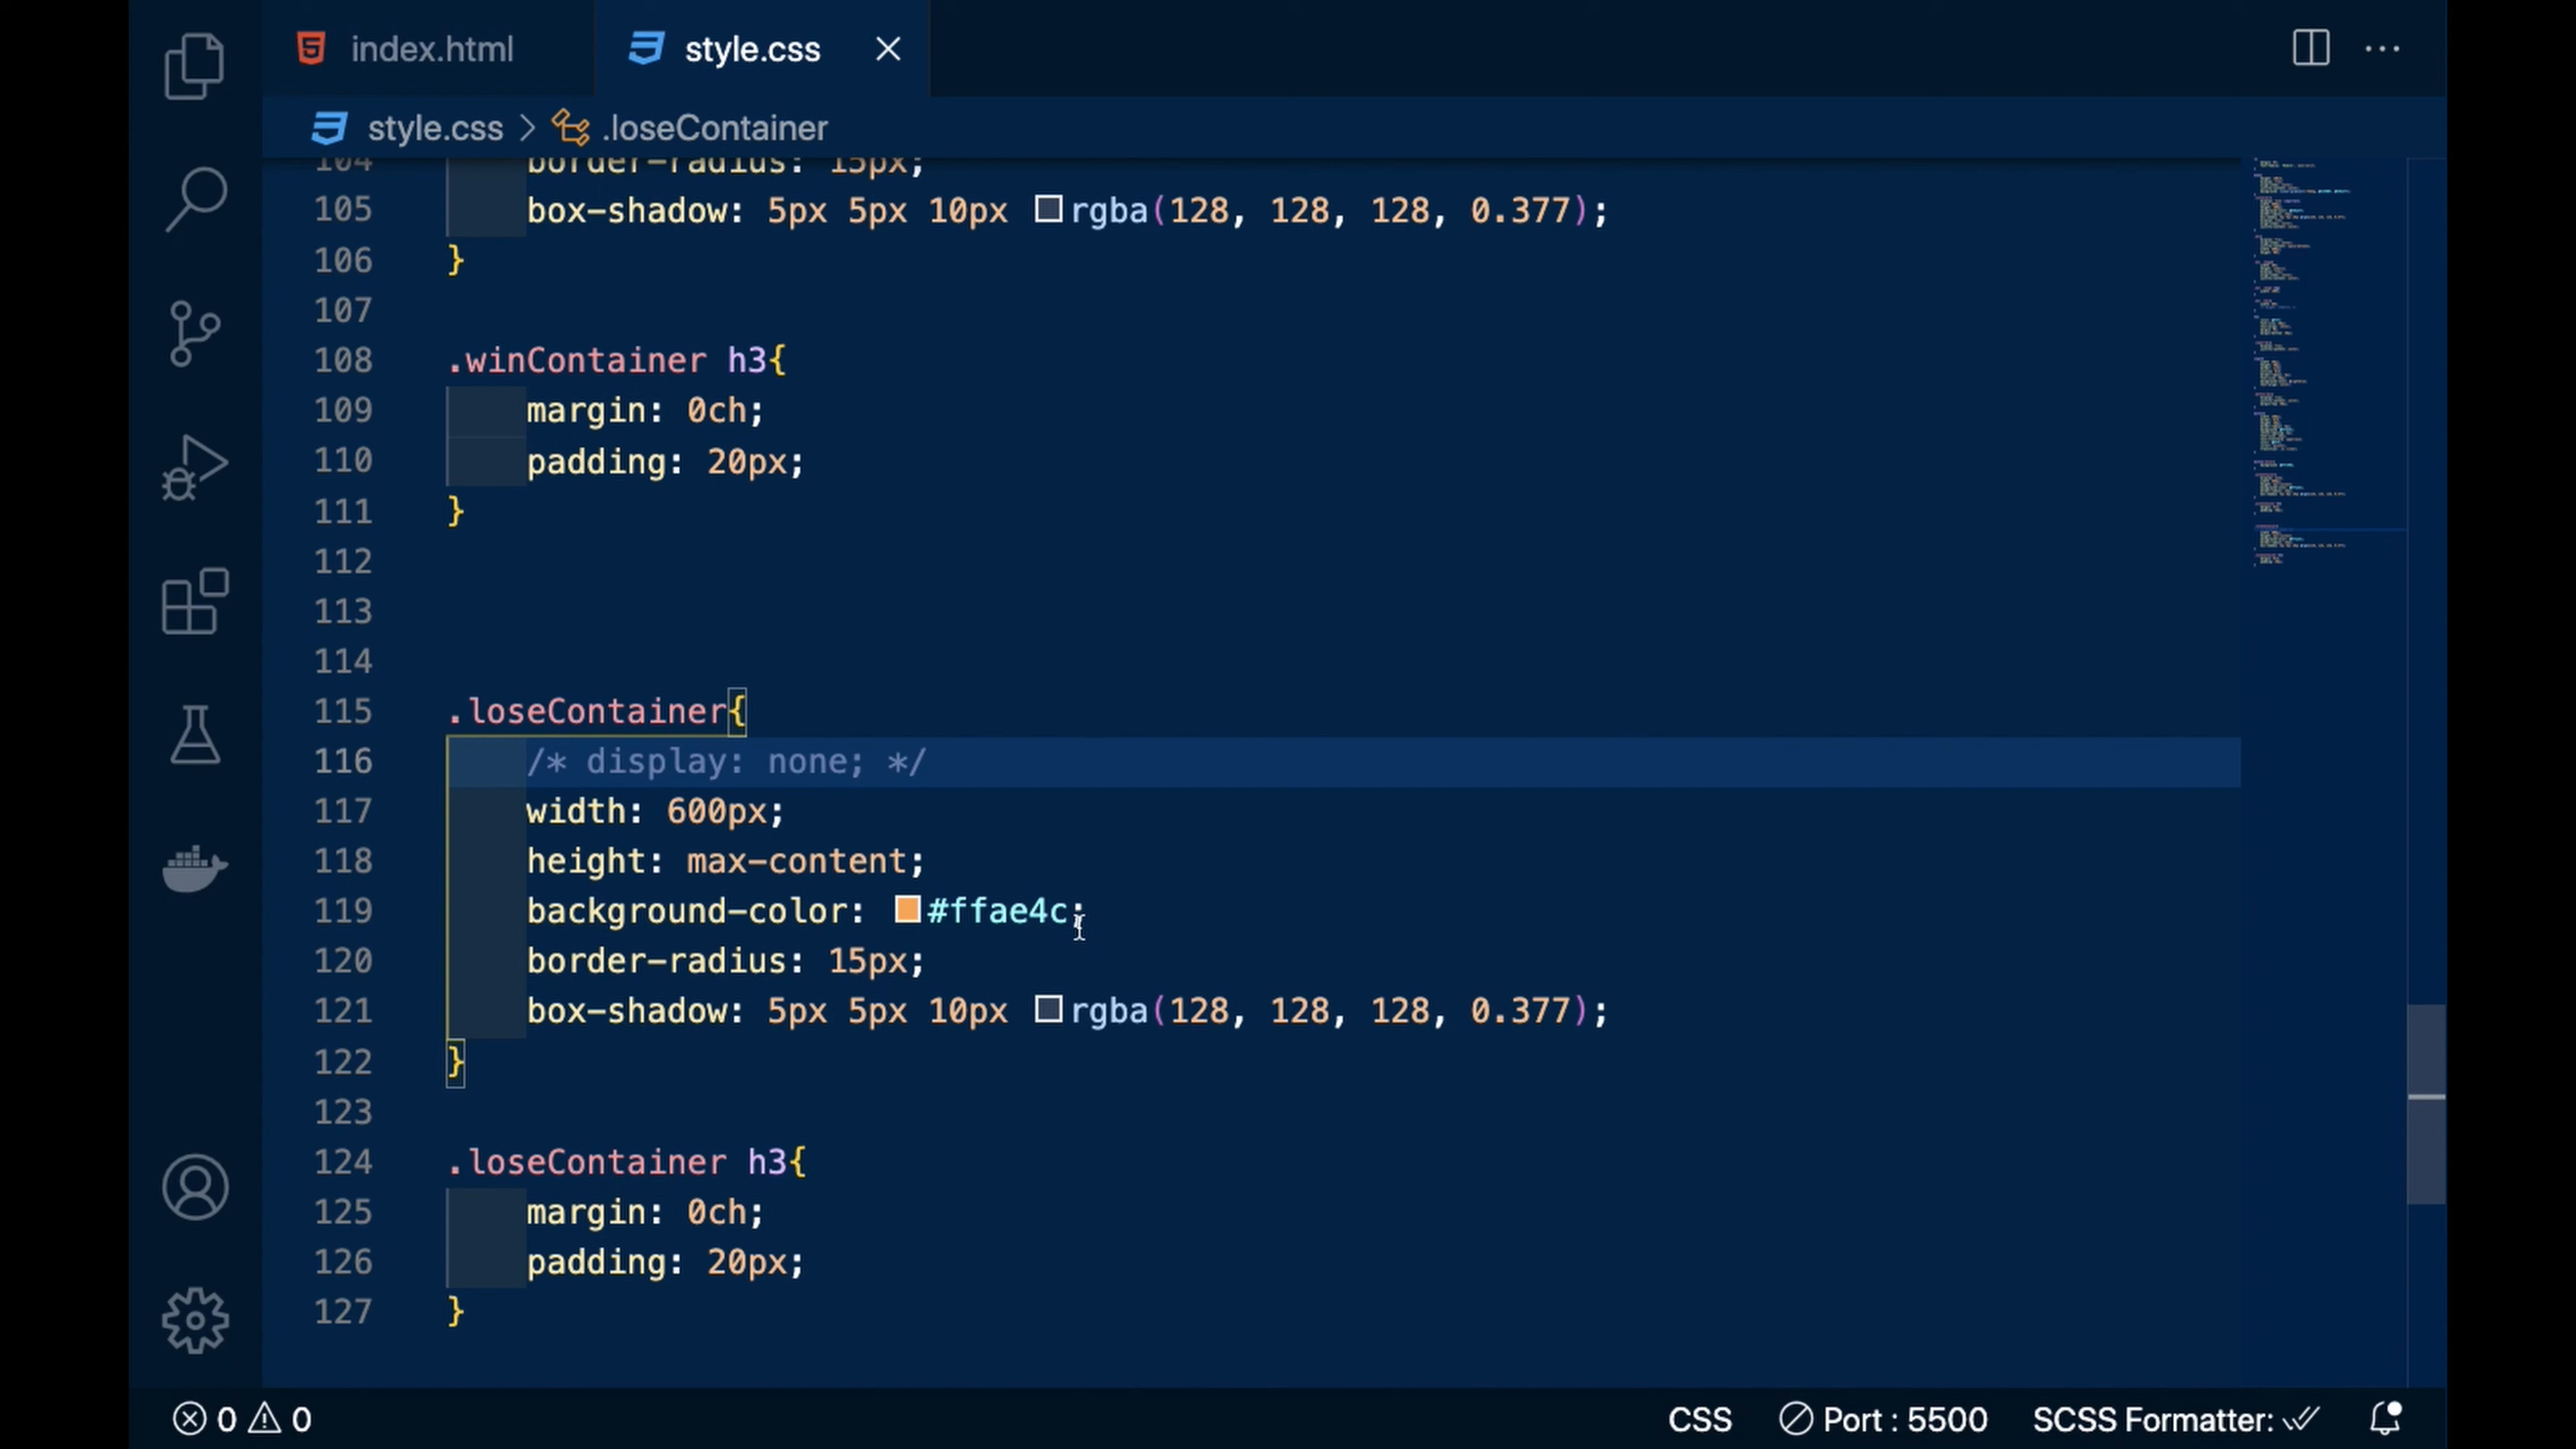 index.html
style.css
style.css > .loseContainer
104 border-radius: 15px;
105 box-shadow: 5px 5px 10px rgba(128, 128, 128, 0.377);
106 }
107
108 .winContainer h3{
109 margin: 0ch;
110 padding: 20px;
111 }
112
113
114
115 .loseContainer{
116 /* display: none; */
117 width: 600px;
118 height: max-content;
119 background-color: #ffae4c;
120 border-radius: 15px;
121 box-shadow: 5px 5px 10px rgba(128, 128, 128, 0.377);
122 }
123
124 .loseContainer h3{
125 margin: 0ch;
126 padding: 20px;
127 }
0 0 CSS Port : 5500 SCSS Formatter: